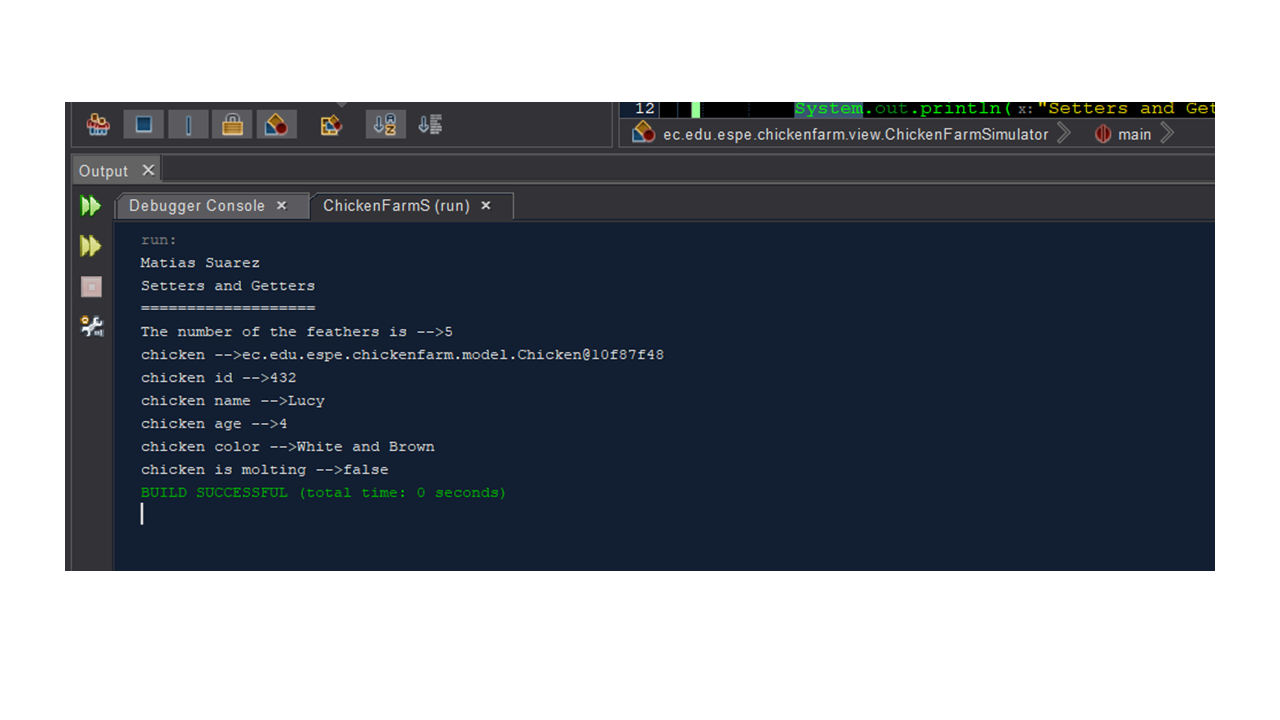 12 System.out.println( x: "Setters and Get
ec.edu.espe.chickenfarm.view.ChickenFarmSimulator main
Output
Debugger Console ChickenFarmS (run)
run:
Matias Suarez
Setters and Getters
===================
The number of the feathers is -->5
chicken -->ec.edu.espe.chickenfarm.model.Chicken@10f87f48
chicken id -->432
chicken name -->Lucy
chicken age -->4
chicken color -->White and Brown
chicken is molting -->false
BUILD SUCCESSFUL (total time: 0 seconds)